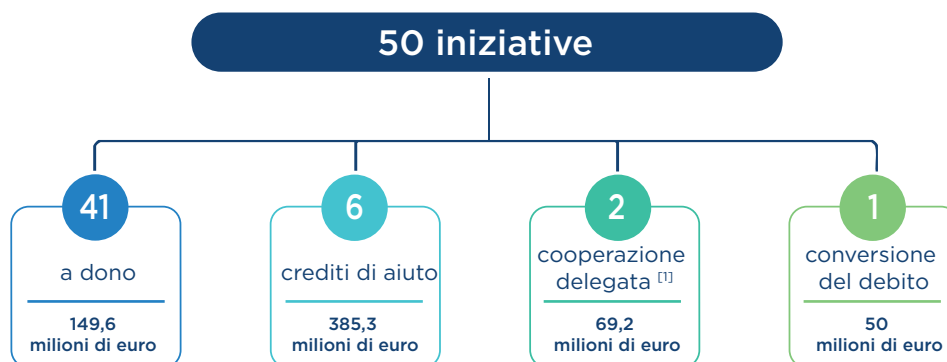 50 iniziative
41
a dono
149,6
milioni di euro
6
crediti di aiuto
385,3
milioni di euro
2
cooperazione
delegata [1]
69,2
milioni di euro
1
conversione
del debito
50
milioni di euro